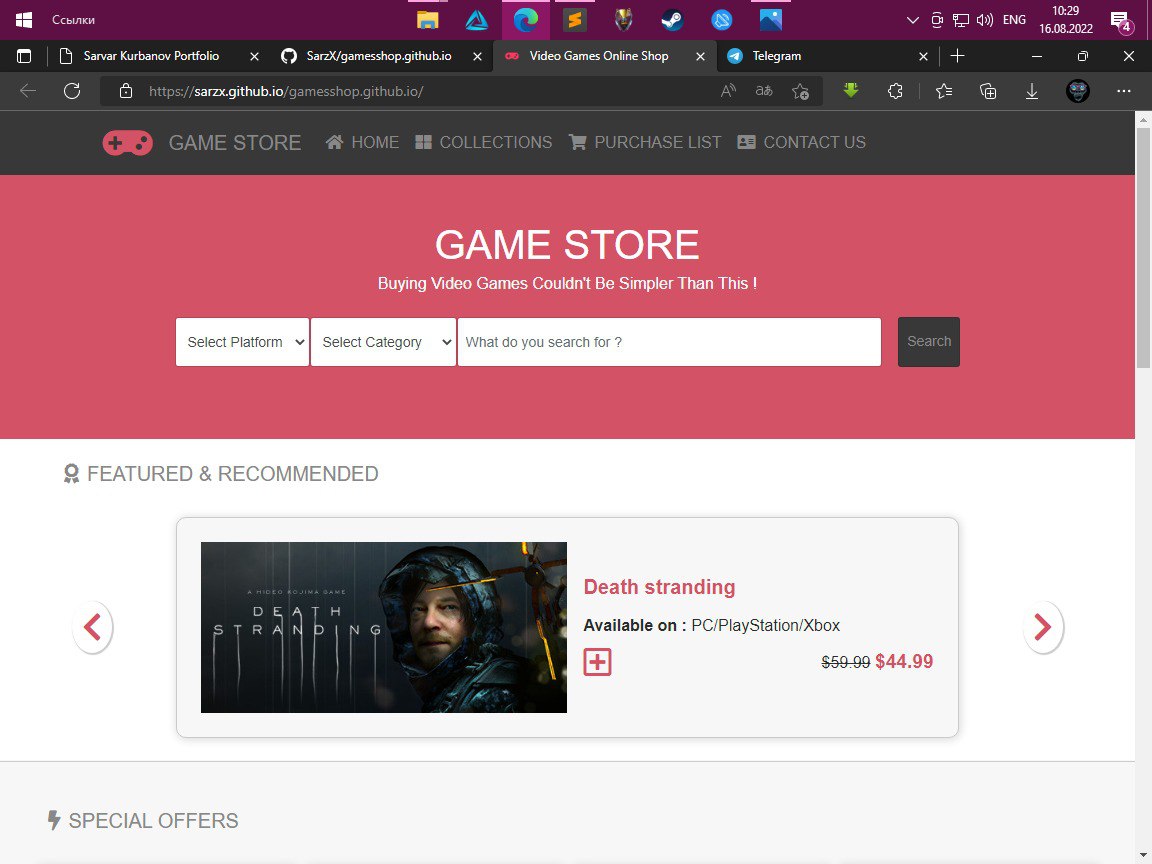 Ссылки
ENG
10:29
16.08.2022
4
Sarvar Kurbanov Portfolio
SarzX/gamesshop.github.io
Video Games Online Shop
Telegram
https://sarzx.github.io/gamesshop.github.io/
GAME STORE HOME COLLECTIONS PURCHASE LIST CONTACT US
GAME STORE
Buying Video Games Couldn't Be Simpler Than This !
Select Platform Select Category What do you search for ? Search
FEATURED & RECOMMENDED
A HIDEO KOJIMA GAME
DEATH
STRANDING
Death stranding
Available on : PC/PlayStation/Xbox
$59.99 $44.99
SPECIAL OFFERS